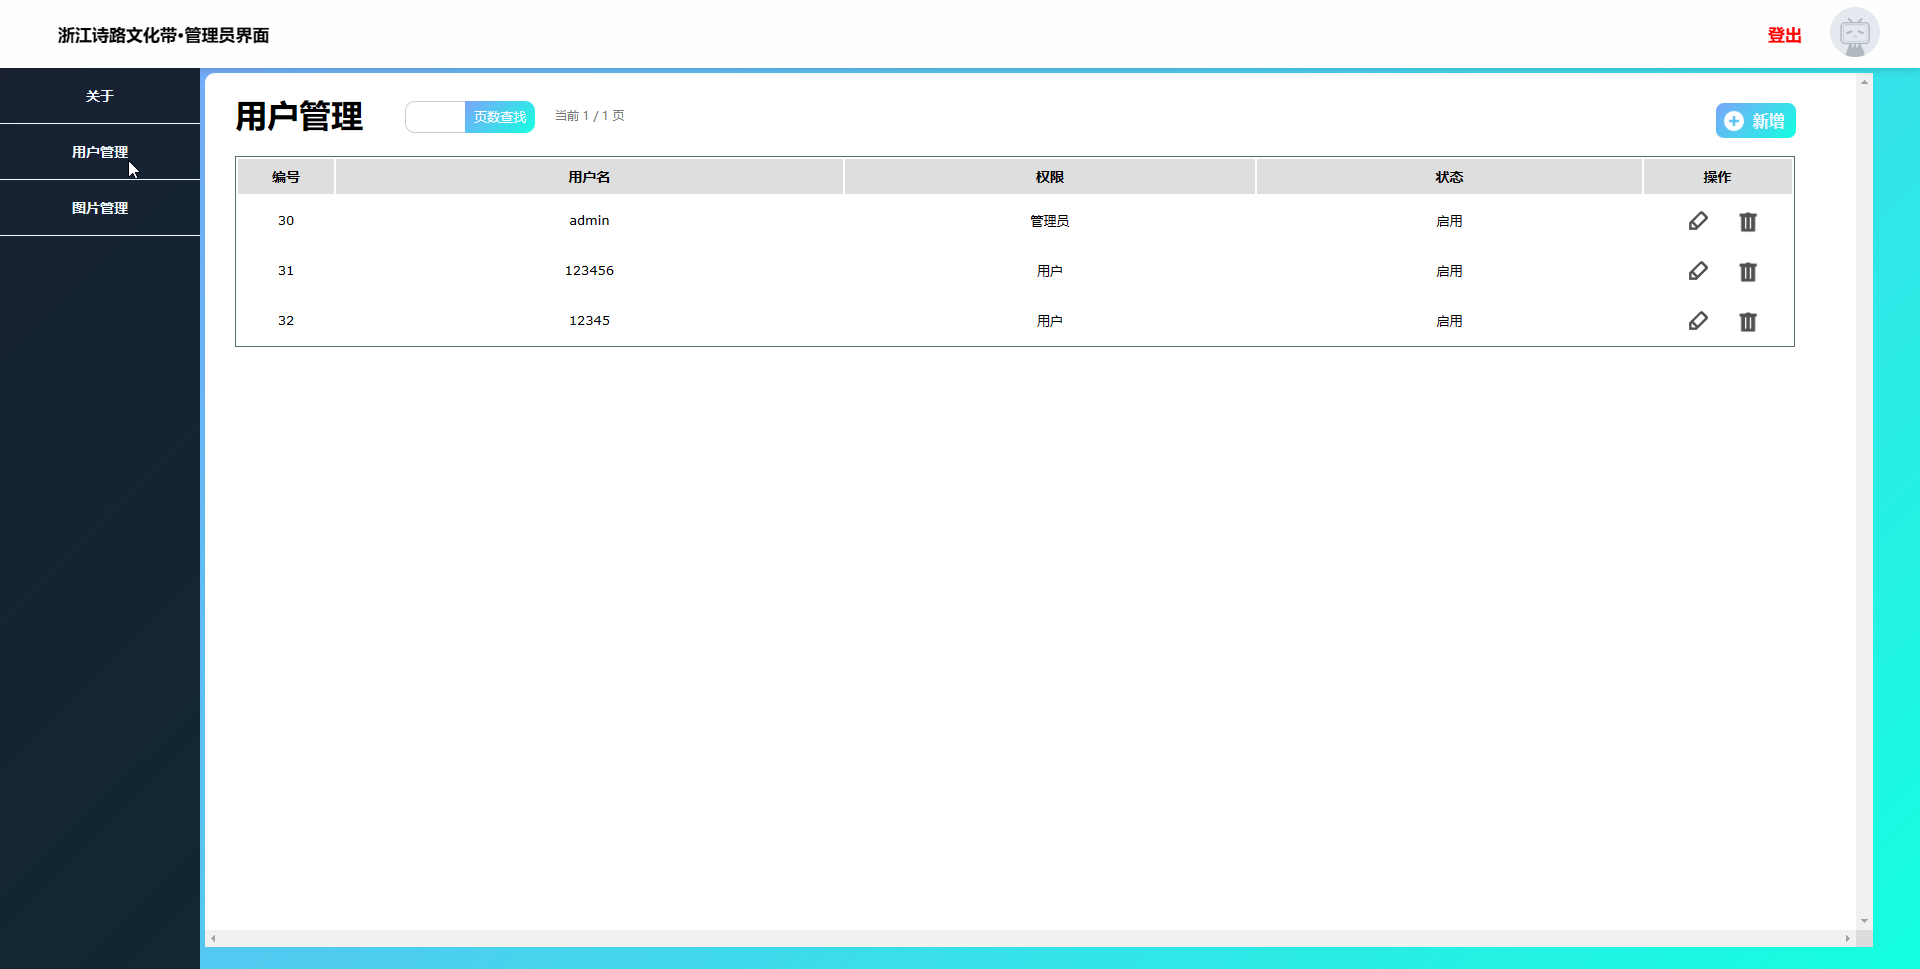 浙江诗路文化带·管理员界面
登出
关于
用户管理
图片管理
用户管理
页数查找
当前 1 / 1 页
新增
编号 用户名 权限 状态 操作
30 admin 管理员 启用
31 123456 用户 启用
32 12345 用户 启用